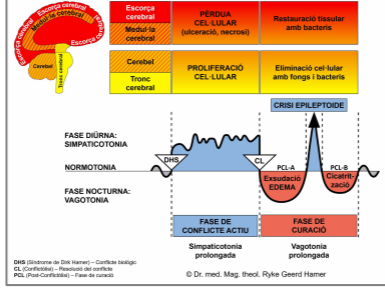 Escorça cerebral Escorça cerebral
Medul·la cerebral
Escorça
Cerebel
Tronc cerebral
Escorça
cerebral
Medul·la
cerebral
PÈRDUA
CEL·LULAR
(ulceració, necrosi)
Restauració tissular
amb bacteris
Cerebel
Tronc
cerebral
PROLIFERACIÓ
CEL·LULAR
Eliminació cel·lular
amb fongs i bacteris
CRISI EPILEPTOIDE
FASE DIÜRNA:
SIMPATICOTONIA
DHS
CL
PCL-A
PCL-B
NORMOTONIA
Exsudació
EDEMA
Cicatrit-
zació
FASE NOCTURNA:
VAGOTONIA
FASE DE
CONFLICTE ACTIU
FASE DE
CURACIÓ
Simpaticotonia
prolongada
Vagotonia
prolongada
DHS (Síndrome de Dirk Hamer) – Conflicte biològic
CL (Conflictòlisi) – Resolució del conflicte
PCL (Post-Conflictòlisi) – Fase de curació
© Dr. med. Mag. theol. Ryke Geerd Hamer